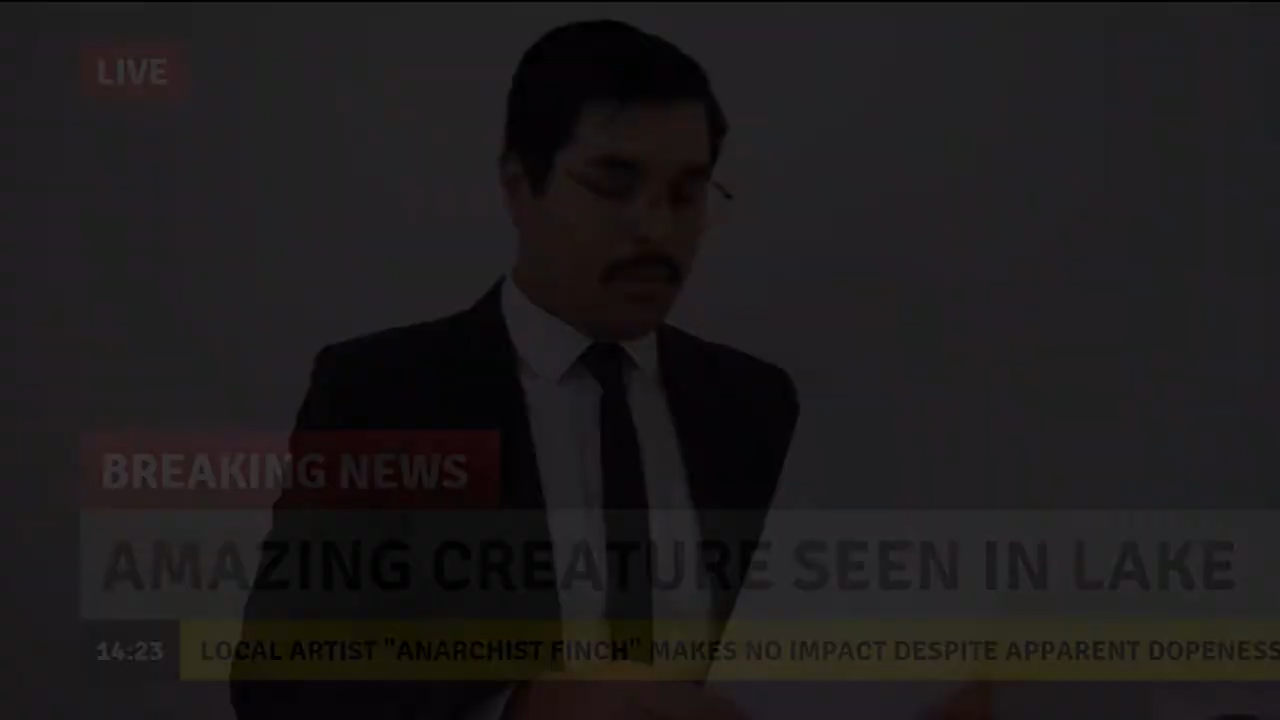 LIVE
BREAKING NEWS
AMAZING CREATURE SEEN IN LAKE
14:23
LOCAL ARTIST "ANARCHIST FINCH" MAKES NO IMPACT DESPITE APPARENT DOPENESS